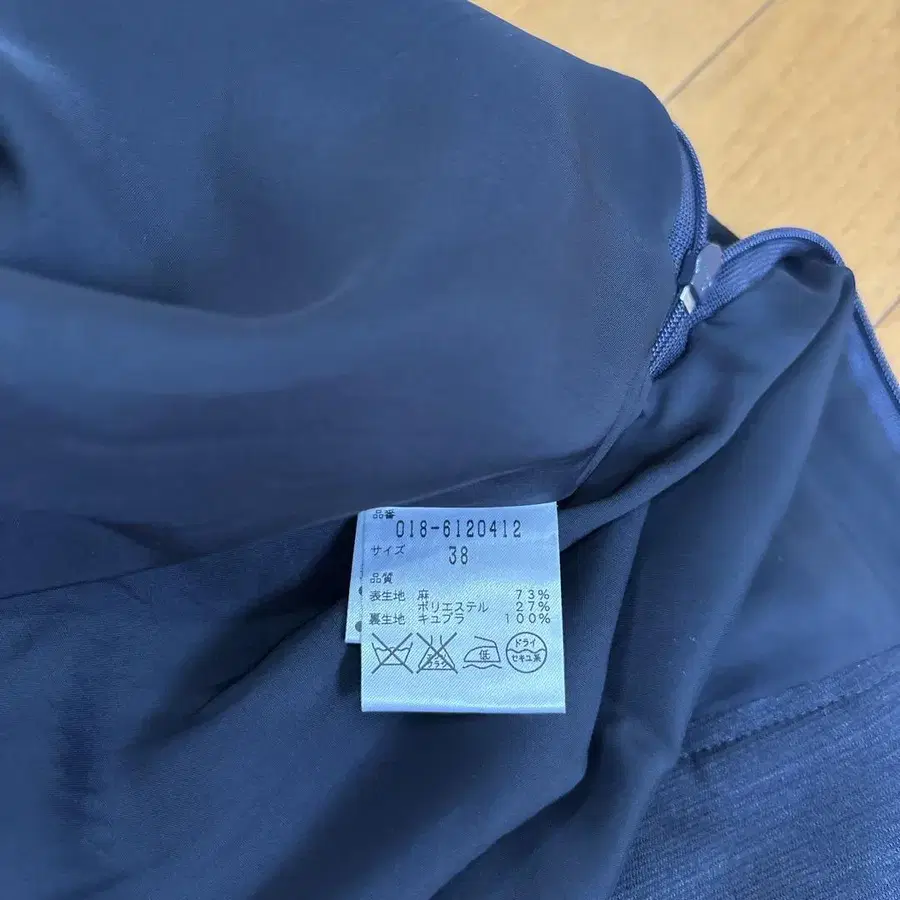 品番
018-6120412
サイズ 38
品質
表生地 麻 73%
ポリエステル 27%
裏生地 キュプラ 100%
低
ドライ
セキユ系